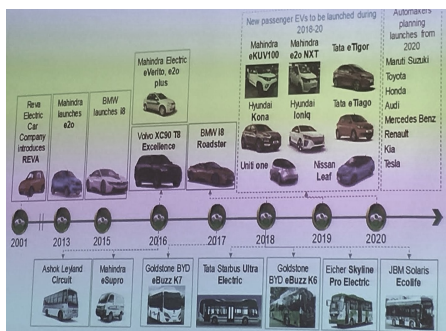 New passenger EVs to be launched during
2018-20
Automakers
planning
launches from
2020
Maruti Suzuki
Toyota
Honda
Audi
Mercedes Benz
Renault
Kia
Tesla
Mahindra
eKUV100
Mahindra
e2o NXT
Tata eTigor
Hyundai
Kona
Hyundai
Ioniq
Tata eTiago
Uniti one
Nissan
Leaf
Mahindra Electric
eVerito, e2o
plus
Reva
Electric
Car
Company
introduces
REVA
Mahindra
launches
e2o
BMW
launches i8
Volvo XC90 T8
Excellence
BMW i8
Roadster
2001
2013
2015
2016
2017
2018
2019
2020
Ashok Leyland
Circuit
Mahindra
eSupro
Goldstone BYD
eBuzz K7
Tata Starbus Ultra
Electric
Goldstone
BYD eBuzz K6
Eicher Skyline
Pro Electric
JBM Solaris
Ecolife